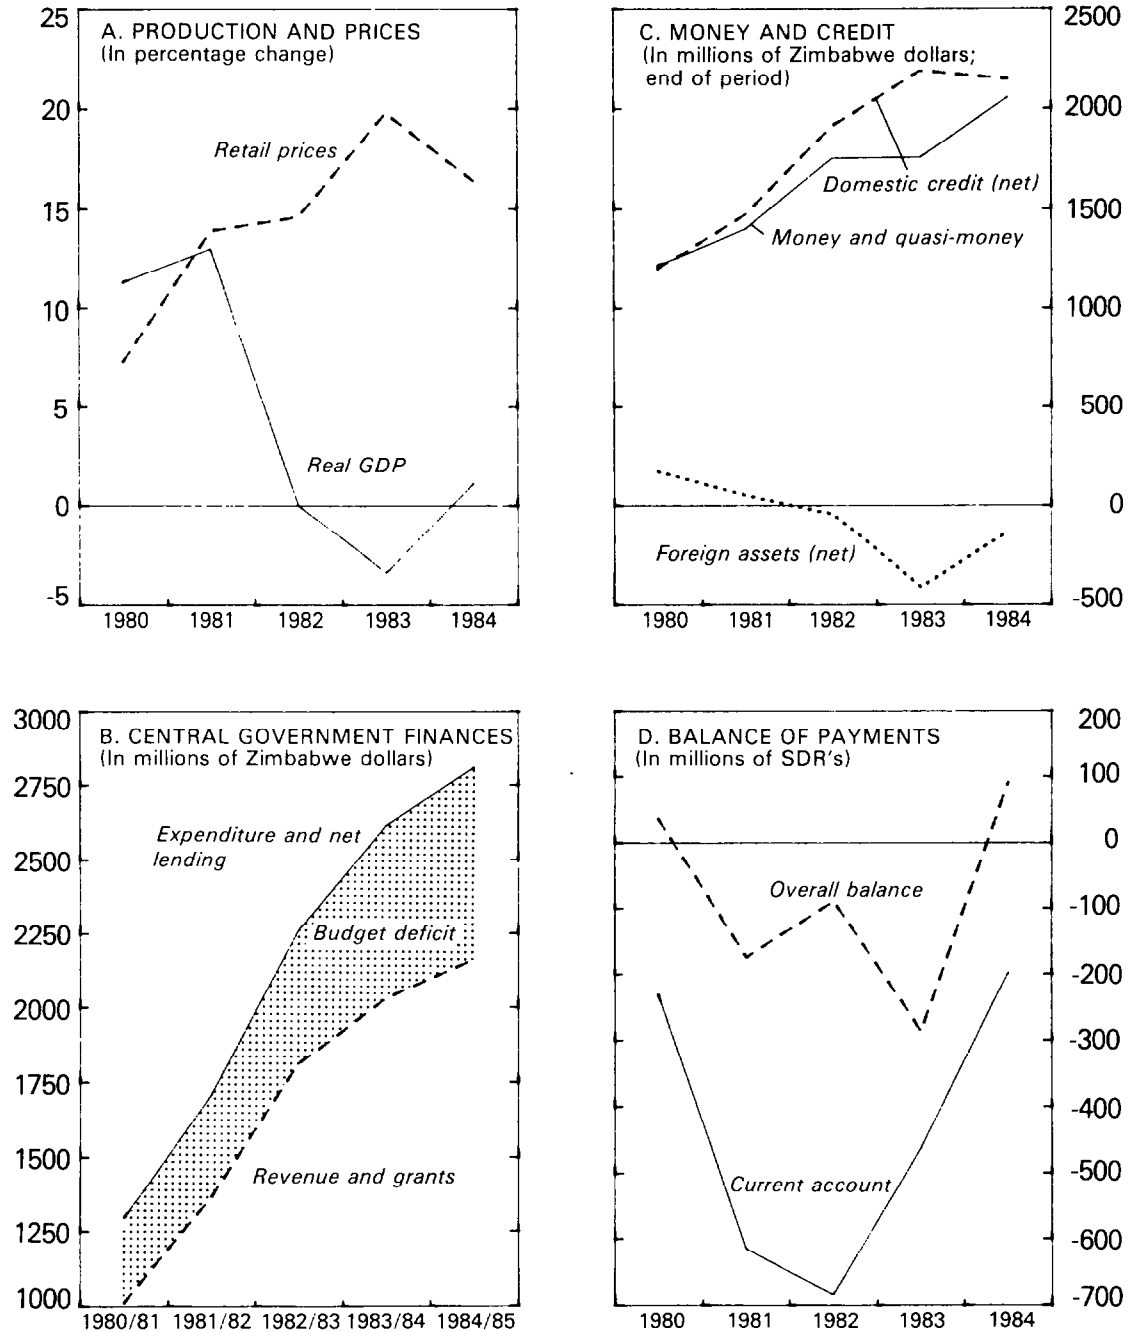 A. PRODUCTION AND PRICES
(In percentage change)
25
20
15
10
5
0
-5
Retail prices
Real GDP
1980 1981 1982 1983 1984
C. MONEY AND CREDIT
(In millions of Zimbabwe dollars;
end of period)
2500
2000
1500
1000
500
0
-500
Domestic credit (net)
Money and quasi-money
Foreign assets (net)
1980 1981 1982 1983 1984
B. CENTRAL GOVERNMENT FINANCES
(In millions of Zimbabwe dollars)
3000
2750
2500
2250
2000
1750
1500
1250
1000
Expenditure and net
lending
Budget deficit
Revenue and grants
1980/81 1981/82 1982/83 1983/84 1984/85
D. BALANCE OF PAYMENTS
(In millions of SDR's)
200
100
0
-100
-200
-300
-400
-500
-600
-700
Overall balance
Current account
1980 1981 1982 1983 1984